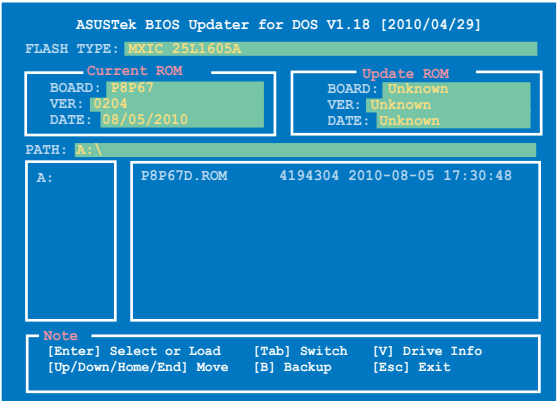 ASUSTek BIOS Updater for DOS V1.18 [2010/04/29]
FLASH TYPE: MXIC 25L1605A
Current ROM
BOARD: P8P67
VER: 0204
DATE: 08/05/2010
Update ROM
BOARD: Unknown
VER: Unknown
DATE: Unknown
PATH: A:\
A:
P8P67D.ROM 4194304 2010-08-05 17:30:48
Note
[Enter] Select or Load [Tab] Switch [V] Drive Info
[Up/Down/Home/End] Move [B] Backup [Esc] Exit